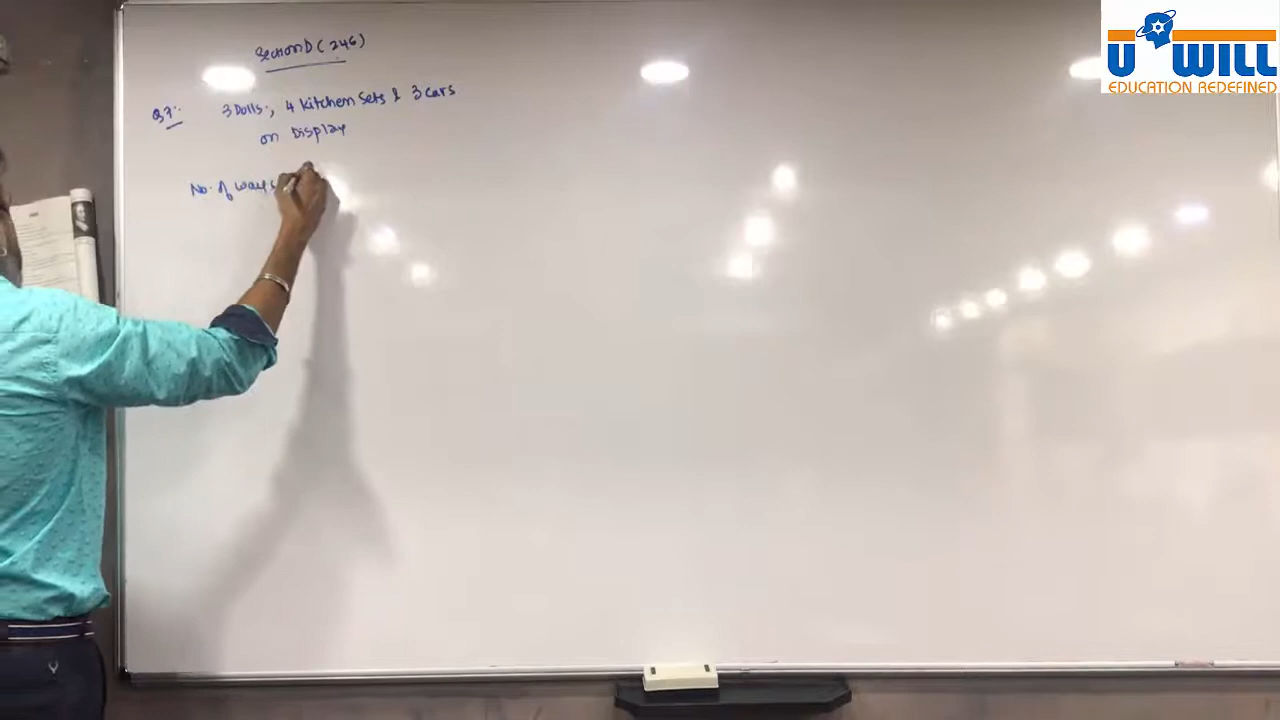 Section D (246)
Q7:-
3 Dolls, 4 Kitchen Sets & 3 Cars
on Display
No. of ways
U WILL
EDUCATION REDEFINED